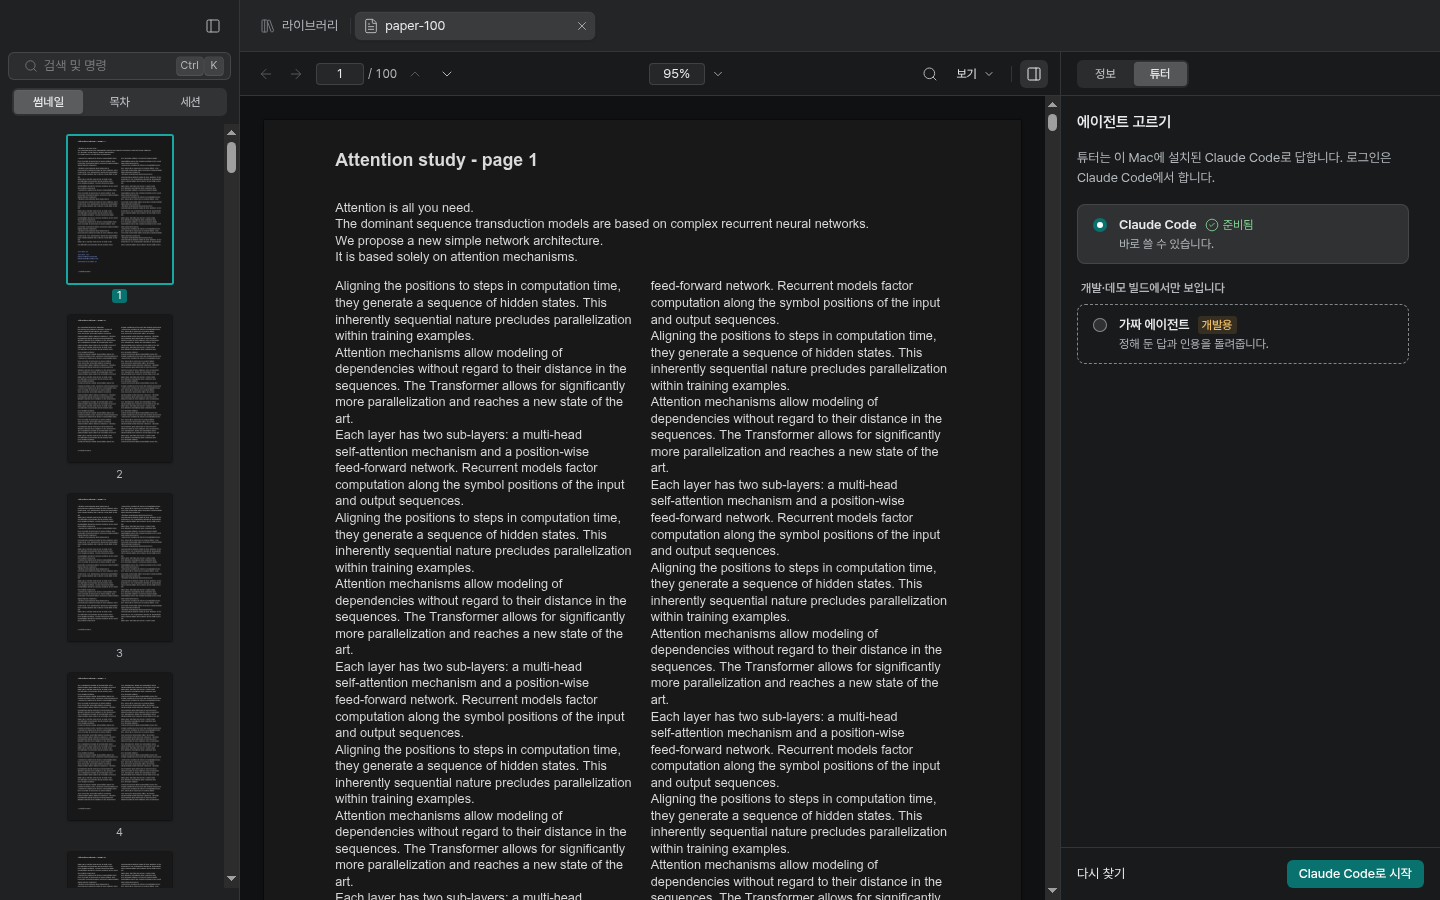 라이브러리
paper-100
검색 및 명령
Ctrl K
1 / 100
95%
보기
정보
튜터
썸네일
목차
세션
1
2
3
4
Attention study - page 1
Attention is all you need.
The dominant sequence transduction models are based on complex recurrent neural networks.
We propose a new simple network architecture.
It is based solely on attention mechanisms.
Aligning the positions to steps in computation time,
they generate a sequence of hidden states. This
inherently sequential nature precludes parallelization
within training examples.
Attention mechanisms allow modeling of
dependencies without regard to their distance in the
sequences. The Transformer allows for significantly
more parallelization and reaches a new state of the
art.
Each layer has two sub-layers: a multi-head
self-attention mechanism and a position-wise
feed-forward network. Recurrent models factor
computation along the symbol positions of the input
and output sequences.
Aligning the positions to steps in computation time,
they generate a sequence of hidden states. This
inherently sequential nature precludes parallelization
within training examples.
Attention mechanisms allow modeling of
dependencies without regard to their distance in the
sequences. The Transformer allows for significantly
more parallelization and reaches a new state of the
art.
Each layer has two sub-layers: a multi-head
self-attention mechanism and a position-wise
feed-forward network. Recurrent models factor
computation along the symbol positions of the input
and output sequences.
Aligning the positions to steps in computation time,
they generate a sequence of hidden states. This
inherently sequential nature precludes parallelization
within training examples.
Attention mechanisms allow modeling of
dependencies without regard to their distance in the
sequences. The Transformer allows for significantly
more parallelization and reaches a new state of the
art.
Each layer has two sub-layers: a multi-head
feed-forward network. Recurrent models factor
computation along the symbol positions of the input
and output sequences.
Aligning the positions to steps in computation time,
they generate a sequence of hidden states. This
inherently sequential nature precludes parallelization
within training examples.
Attention mechanisms allow modeling of
dependencies without regard to their distance in the
sequences. The Transformer allows for significantly
more parallelization and reaches a new state of the
art.
Each layer has two sub-layers: a multi-head
self-attention mechanism and a position-wise
feed-forward network. Recurrent models factor
computation along the symbol positions of the input
and output sequences.
Aligning the positions to steps in computation time,
they generate a sequence of hidden states. This
inherently sequential nature precludes parallelization
within training examples.
Attention mechanisms allow modeling of
dependencies without regard to their distance in the
sequences. The Transformer allows for significantly
more parallelization and reaches a new state of the
art.
Each layer has two sub-layers: a multi-head
self-attention mechanism and a position-wise
feed-forward network. Recurrent models factor
computation along the symbol positions of the input
and output sequences.
Aligning the positions to steps in computation time,
they generate a sequence of hidden states. This
inherently sequential nature precludes parallelization
within training examples.
Attention mechanisms allow modeling of
dependencies without regard to their distance in the
sequences. The Transformer allows for significantly
에이전트 고르기
튜터는 이 Mac에 설치된 Claude Code로 답합니다. 로그인은
Claude Code에서 합니다.
Claude Code 준비됨
바로 쓸 수 있습니다.
개발·데모 빌드에서만 보입니다
가짜 에이전트 개발용
정해 둔 답과 인용을 돌려줍니다.
다시 찾기
Claude Code로 시작